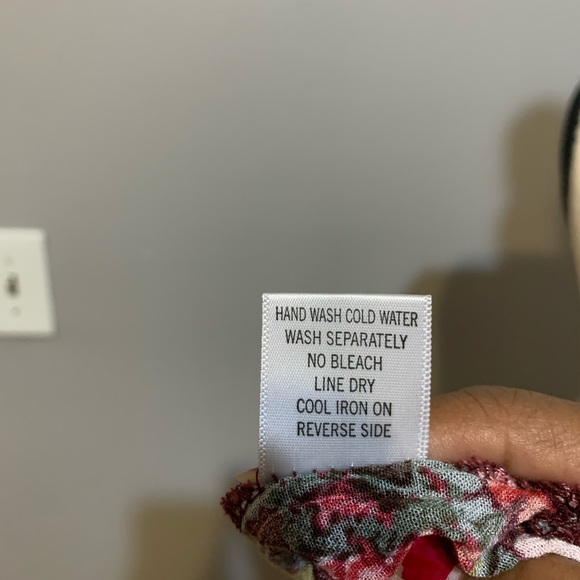 HAND WASH COLD WATER
WASH SEPARATELY
NO BLEACH
LINE DRY
COOL IRON ON
REVERSE SIDE